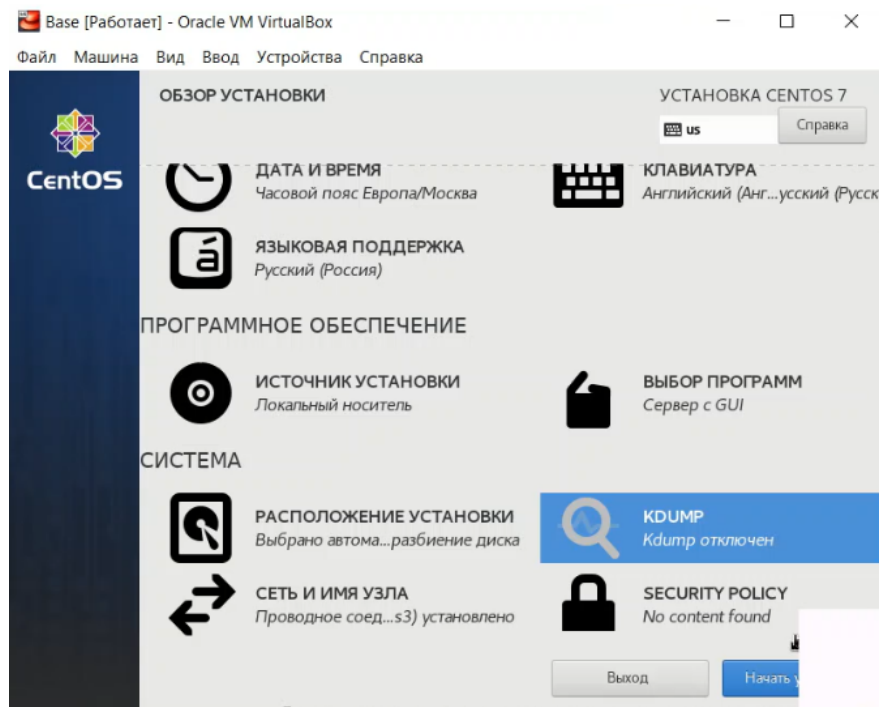 Base [Работает] - Oracle VM VirtualBox
Файл Машина Вид Ввод Устройства Справка
ОБЗОР УСТАНОВКИ
УСТАНОВКА CENTOS 7
us
Справка
CentOS
ДАТА И ВРЕМЯ
Часовой пояс Европа/Москва
КЛАВИАТУРА
Английский (Анг...усский (Русск
ЯЗЫКОВАЯ ПОДДЕРЖКА
Русский (Россия)
ПРОГРАММНОЕ ОБЕСПЕЧЕНИЕ
ИСТОЧНИК УСТАНОВКИ
Локальный носитель
ВЫБОР ПРОГРАММ
Сервер с GUI
СИСТЕМА
РАСПОЛОЖЕНИЕ УСТАНОВКИ
Выбрано автома...разбиение диска
KDUMP
Kdump отключен
СЕТЬ И ИМЯ УЗЛА
Проводное соед...s3) установлено
SECURITY POLICY
No content found
Выход
Начать